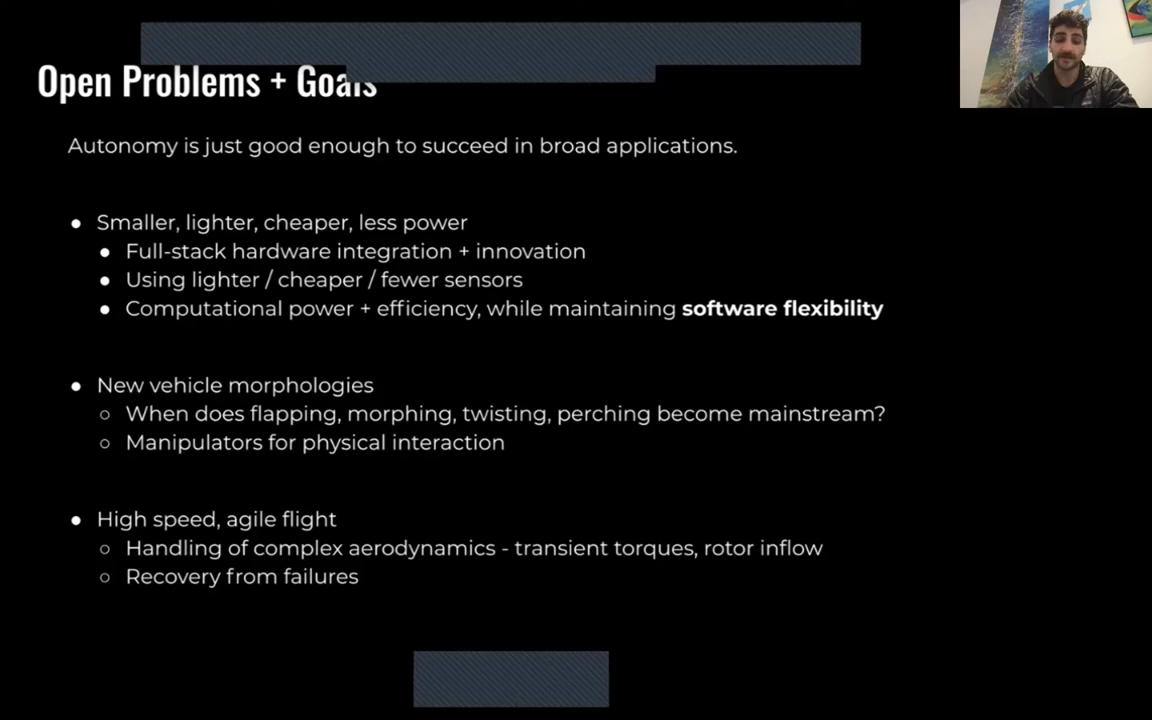 Open Problems + Goals
Autonomy is just good enough to succeed in broad applications.
● Smaller, lighter, cheaper, less power
● Full-stack hardware integration + innovation
● Using lighter / cheaper / fewer sensors
● Computational power + efficiency, while maintaining software flexibility
● New vehicle morphologies
○ When does flapping, morphing, twisting, perching become mainstream?
○ Manipulators for physical interaction
● High speed, agile flight
○ Handling of complex aerodynamics - transient torques, rotor inflow
○ Recovery from failures